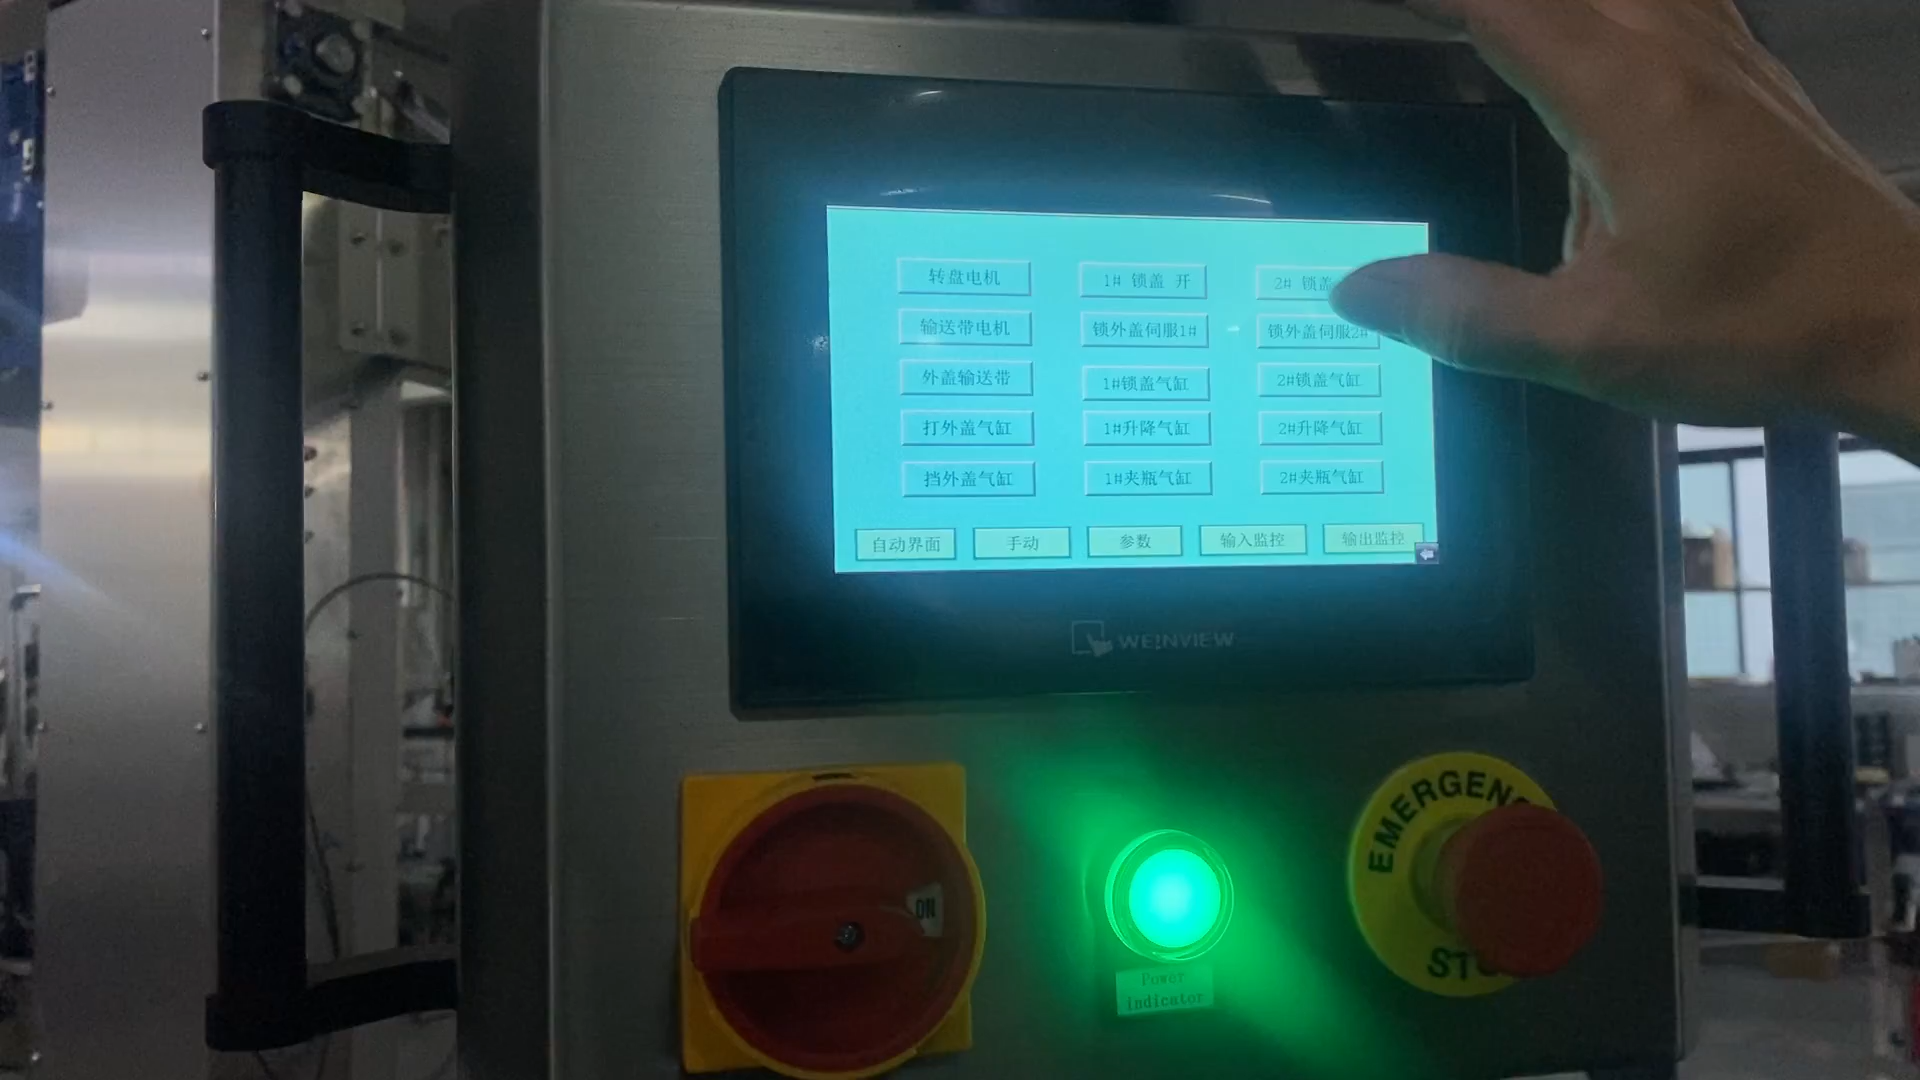 转盘电机
1# 锁盖 开
2# 锁盖
输送带电机
锁外盖伺服1#
锁外盖伺服2#
外盖输送带
1#锁盖气缸
2#锁盖气缸
打外盖气缸
1#升降气缸
2#升降气缸
挡外盖气缸
1#夹瓶气缸
2#夹瓶气缸
自动界面
手动
参数
输入监控
输出监控
WEINVIEW
ON
Power
indicator
EMERGENC
STO